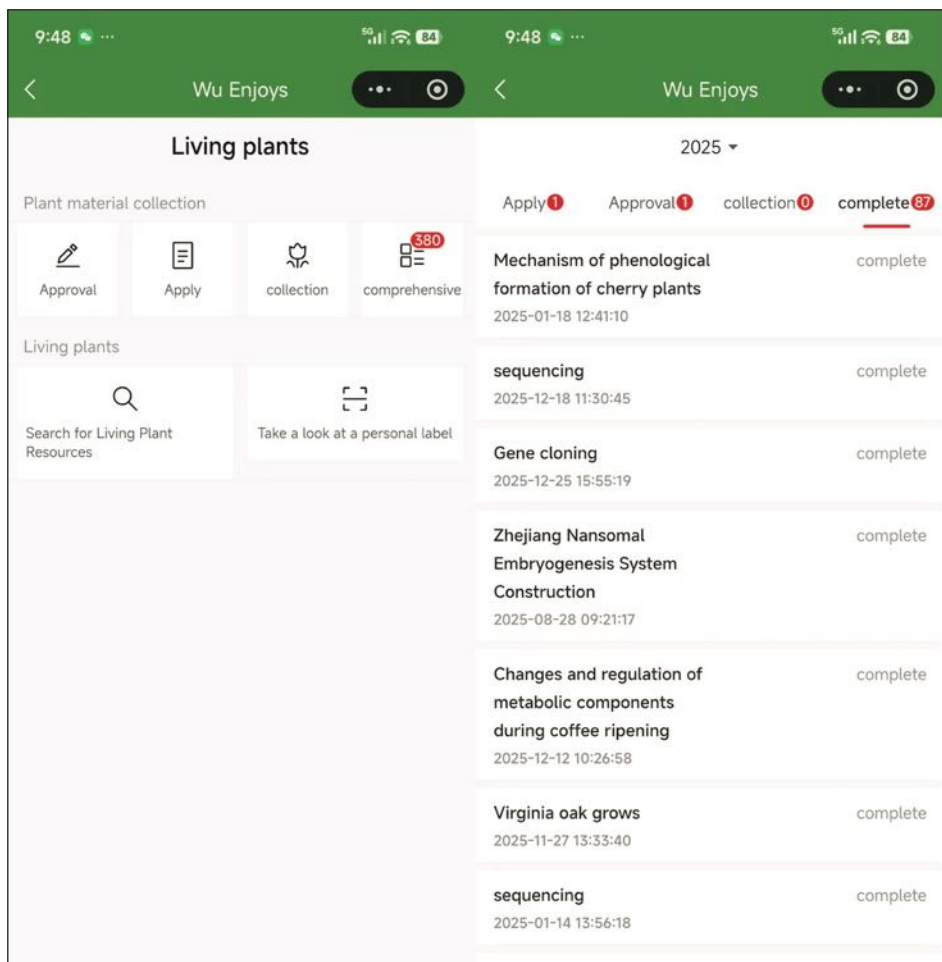 9:48
5G 84
Wu Enjoys
Living plants
Plant material collection
380
Approval
Apply
collection
comprehensive
Living plants
Search for Living Plant
Resources
Take a look at a personal label
9:48
5G 84
Wu Enjoys
2025
Apply 1
Approval 1
collection 0
complete 87
Mechanism of phenological
formation of cherry plants
complete
2025-01-18 12:41:10
sequencing
complete
2025-12-18 11:30:45
Gene cloning
complete
2025-12-25 15:55:19
Zhejiang Nansomal
Embryogenesis System
Construction
complete
2025-08-28 09:21:17
Changes and regulation of
metabolic components
during coffee ripening
complete
2025-12-12 10:26:58
Virginia oak grows
complete
2025-11-27 13:33:40
sequencing
complete
2025-01-14 13:56:18